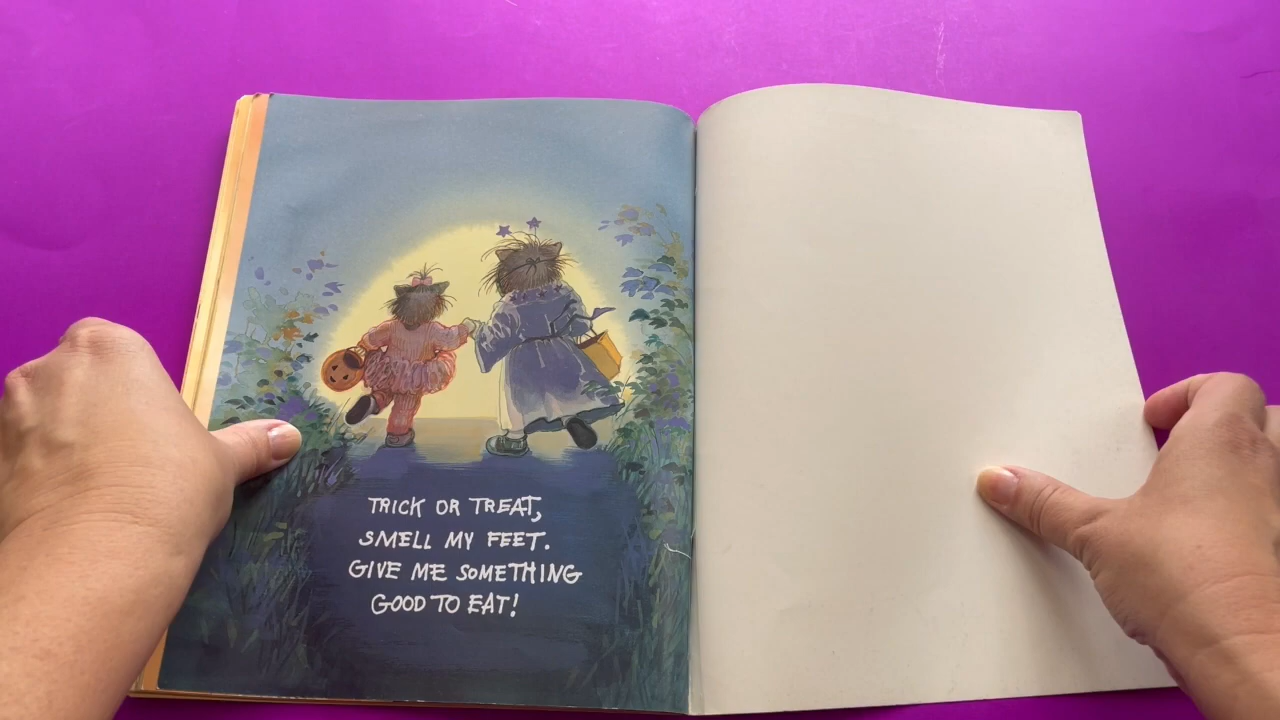 TRICK OR TREAT,
SMELL MY FEET.
GIVE ME SOMETHING
GOOD TO EAT!